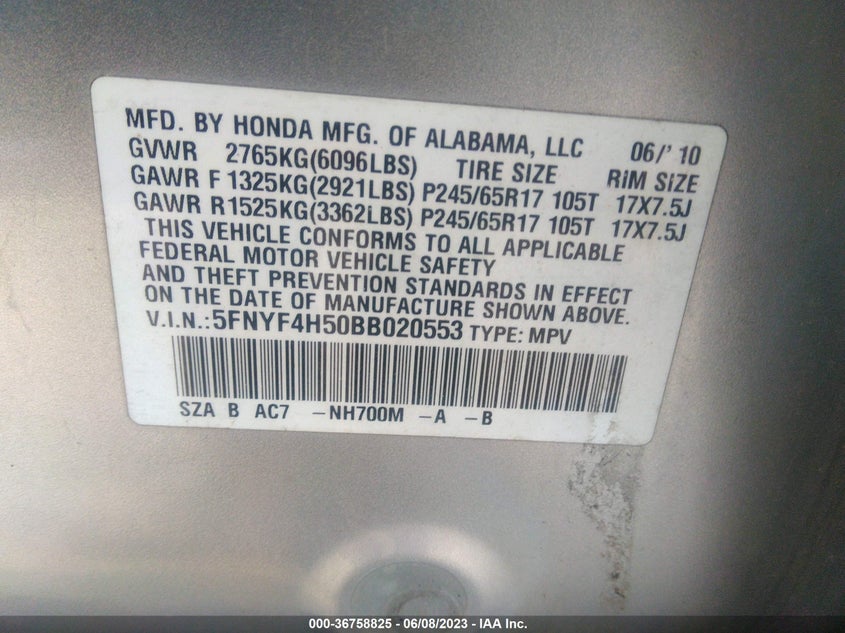 MFD. BY HONDA MFG. OF ALABAMA, LLC 06/'10
GVWR 2765KG(6096LBS) TIRE SIZE RIM SIZE
GAWR F 1325KG(2921LBS) P245/65R17 105T 17X7.5J
GAWR R1525KG(3362LBS) P245/65R17 105T 17X7.5J
THIS VEHICLE CONFORMS TO ALL APPLICABLE
FEDERAL MOTOR VEHICLE SAFETY
AND THEFT PREVENTION STANDARDS IN EFFECT
ON THE DATE OF MANUFACTURE SHOWN ABOVE.
V.I.N.:5FNYF4H50BB020553 TYPE: MPV
SZA B AC7 -NH700M -A -B
000-36758825 - 06/08/2023 - IAA Inc.